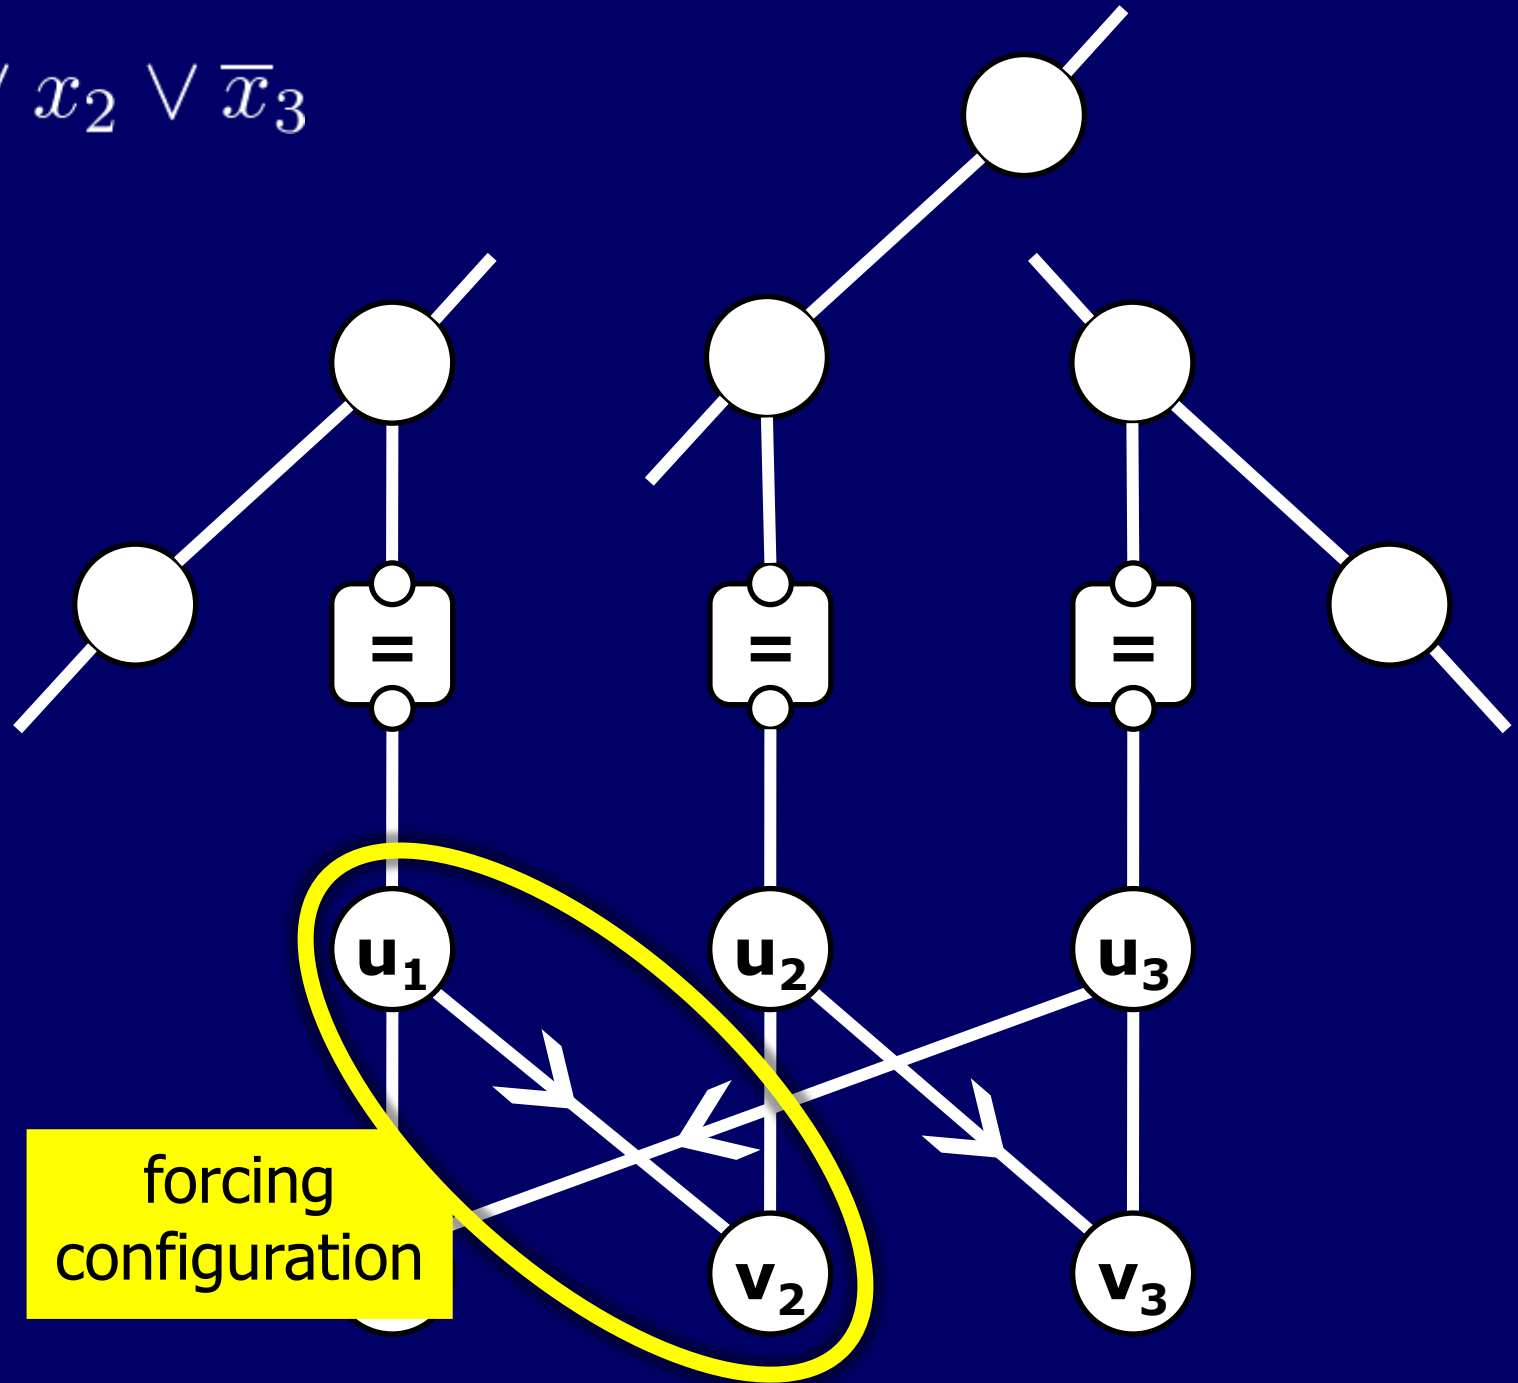 x₂ ∨ x̅₃
= = =
u₁ u₂ u₃
forcing
configuration
v₂ v₃